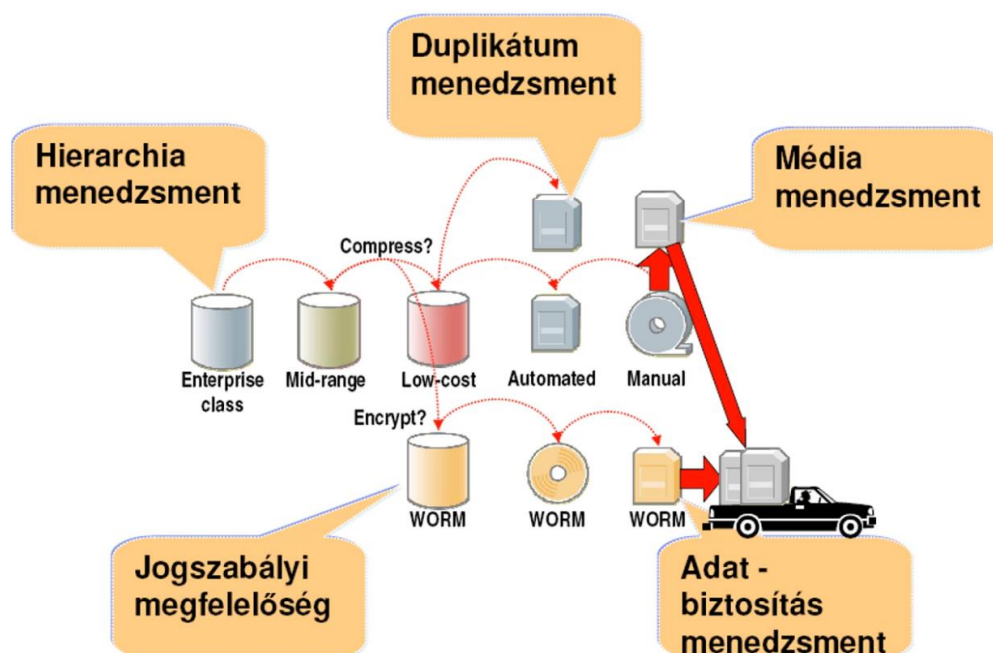 Duplikátum
menedzsment
Hierarchia
menedzsment
Média
menedzsment
Compress?
Enterprise
class
Mid-range
Low-cost
Automated
Manual
Encrypt?
WORM
WORM
WORM
Jogszabályi
megfelelőség
Adat -
biztosítás
menedzsment